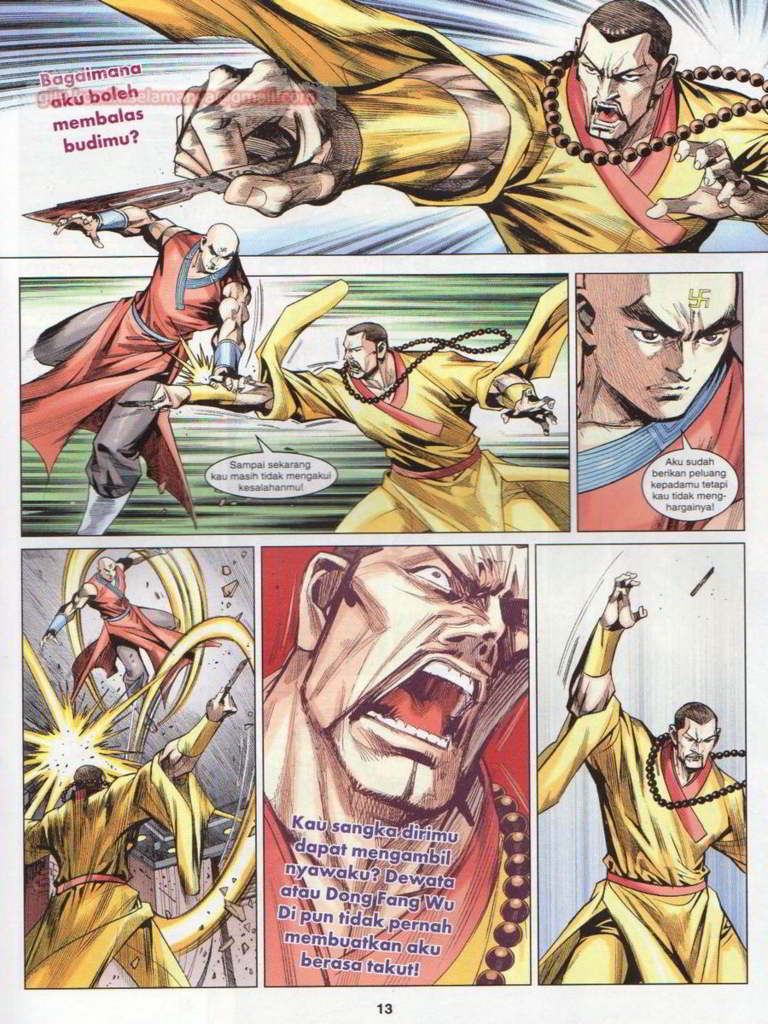 Bagaimana
aku boleh
membalas
budimu?
Sampai sekarang
kau masih tidak mengakui
kesalahanmu!
Aku sudah
berikan peluang
kepadamu tetapi
kau tidak meng-
hargainya!
Kau sangka dirimu
dapat mengambil
nyawaku? Dewata
atau Dong Fang Wu
Di pun tidak pernah
membuatkan aku
berasa takut!
13